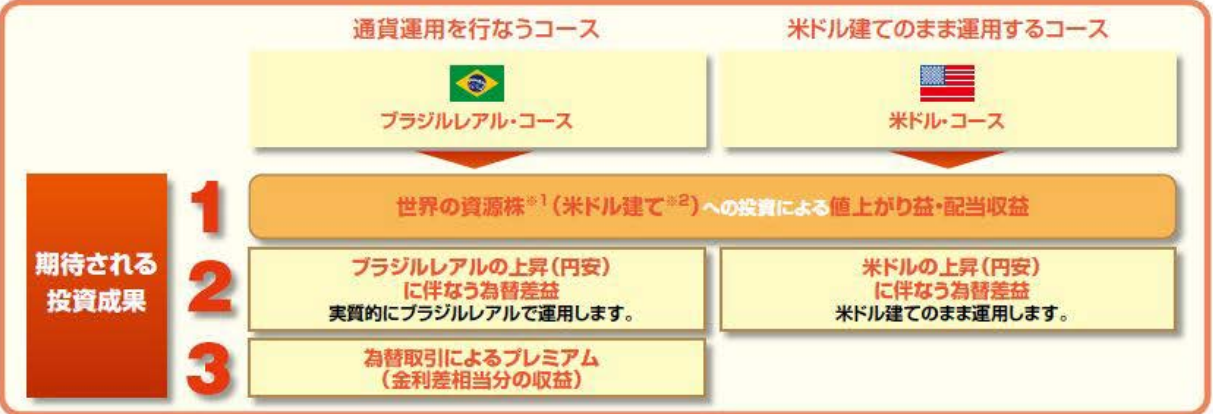 通貨運用を行なうコース
米ドル建てのまま運用するコース
ブラジルレアル・コース
米ドル・コース
期待される
投資成果
1
世界の資源株※1（米ドル建て※2）への投資による値上がり益・配当収益
2
ブラジルレアルの上昇（円安）
に伴なう為替差益
実質的にブラジルレアルで運用します。
米ドルの上昇（円安）
に伴なう為替差益
米ドル建てのまま運用します。
3
為替取引によるプレミアム
（金利差相当分の収益）